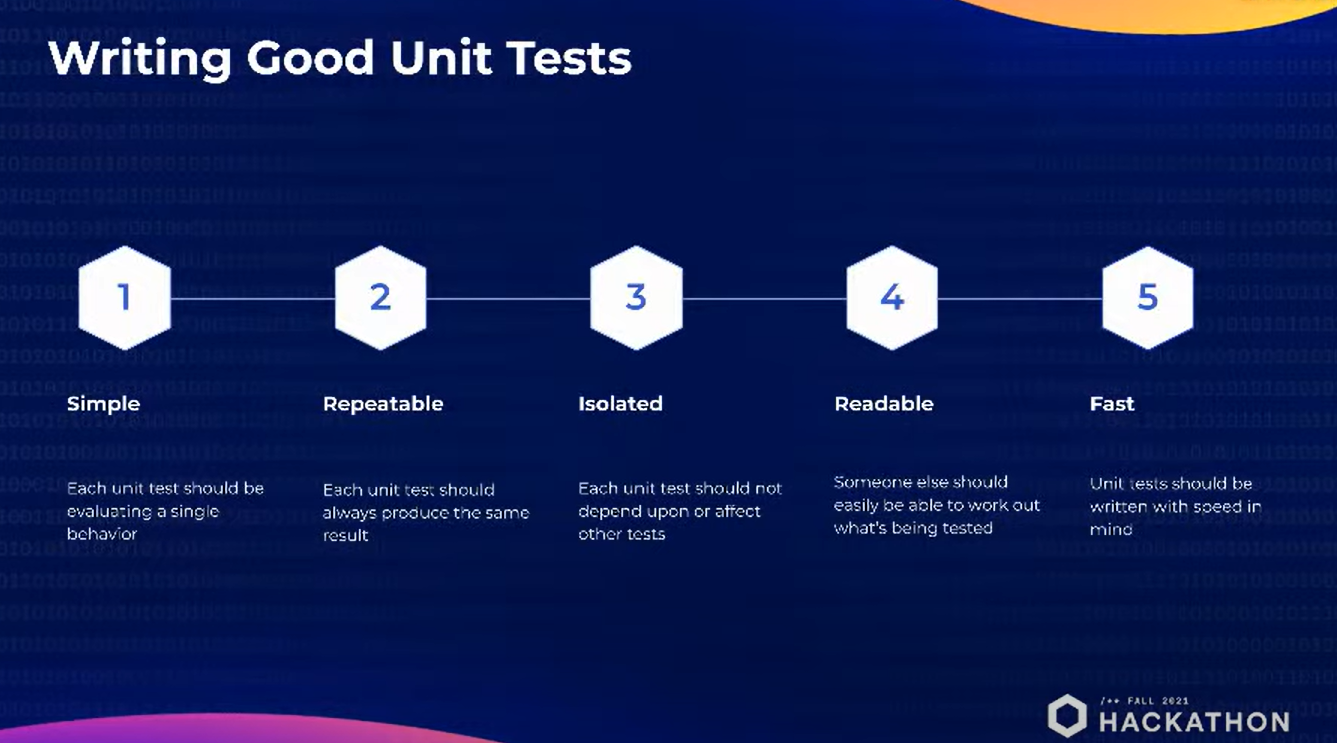 Writing Good Unit Tests
1
2
3
4
5
Simple
Each unit test should be
evaluating a single
behavior
Repeatable
Each unit test should
always produce the same
result
Isolated
Each unit test should not
depend upon or affect
other tests
Readable
Someone else should
easily be able to work out
what's being tested
Fast
Unit tests should be
written with speed in
mind
/++ FALL 2021
HACKATHON